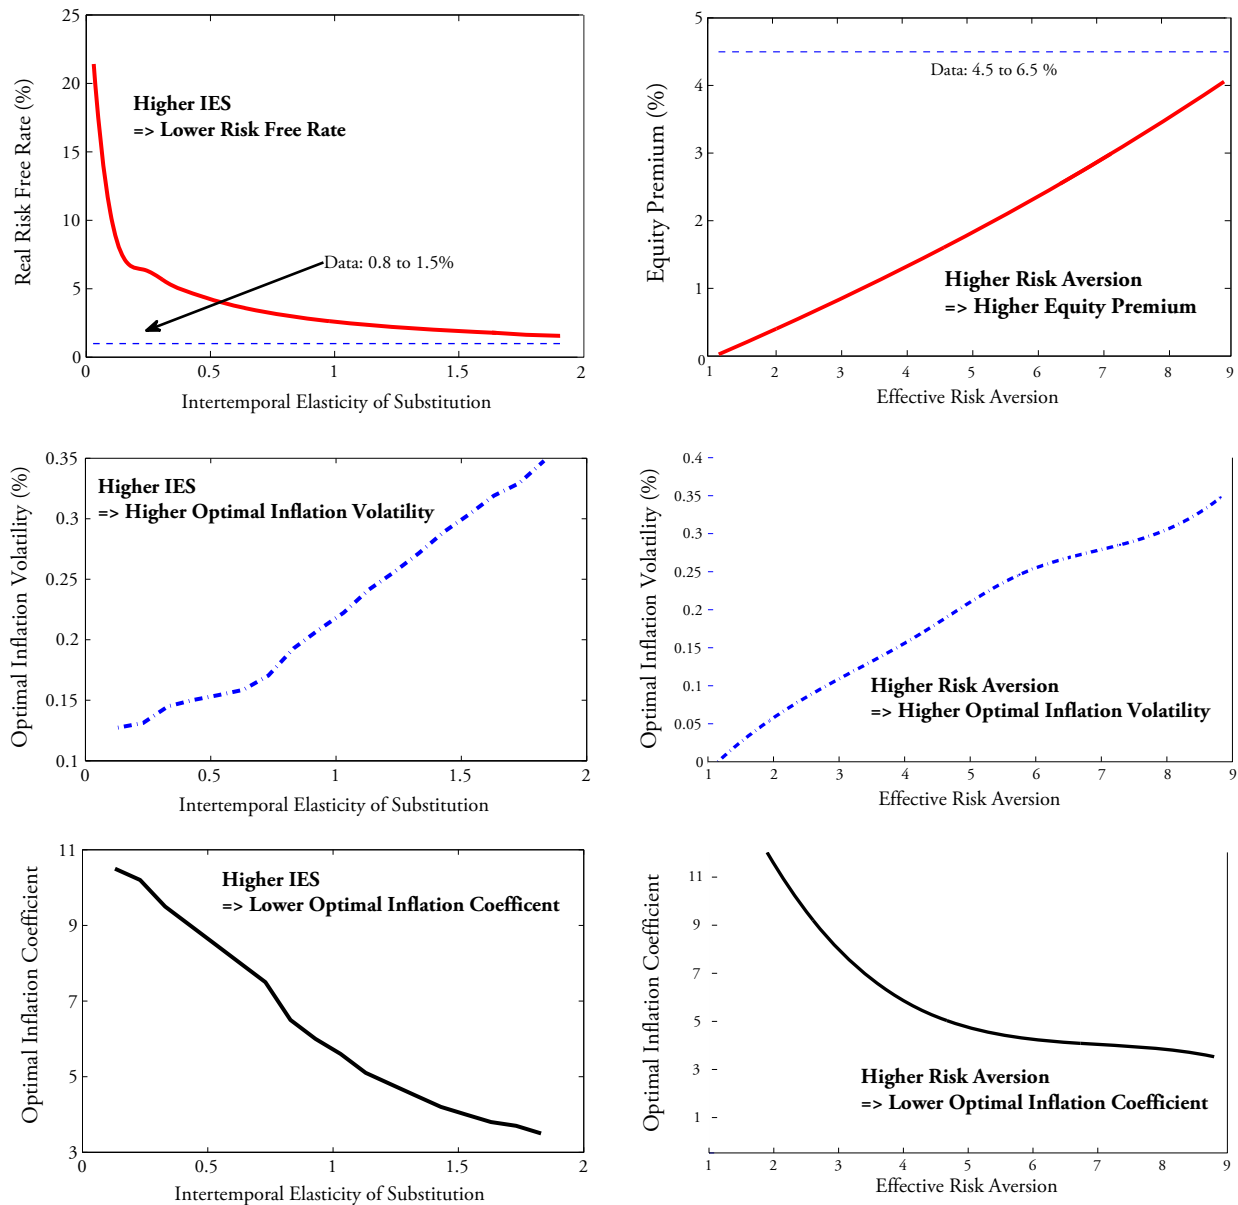 25
20
15
10
5
0
Real Risk Free Rate (%)
Higher IES
=> Lower Risk Free Rate
Data: 0.8 to 1.5%
0 0.5 1 1.5 2
Intertemporal Elasticity of Substitution
5
4
3
2
1
0
Equity Premium (%)
Data: 4.5 to 6.5 %
Higher Risk Aversion
=> Higher Equity Premium
1 2 3 4 5 6 7 8 9
Effective Risk Aversion
0.35
0.3
0.25
0.2
0.15
0.1
Optimal Inflation Volatility (%)
Higher IES
=> Higher Optimal Inflation Volatility
0 0.5 1 1.5 2
Intertemporal Elasticity of Substitution
0.4
0.35
0.3
0.25
0.2
0.15
0.1
0.05
0
Optimal Inflation Volatility (%)
Higher Risk Aversion
=> Higher Optimal Inflation Volatility
1 2 3 4 5 6 7 8 9
Effective Risk Aversion
11
9
7
5
3
Optimal Inflation Coefficient
Higher IES
=> Lower Optimal Inflation Coefficent
0 0.5 1 1.5 2
Intertemporal Elasticity of Substitution
11
9
7
5
3
1
Optimal Inflation Coefficient
Higher Risk Aversion
=> Lower Optimal Inflation Coefficient
1 2 3 4 5 6 7 8 9
Effective Risk Aversion